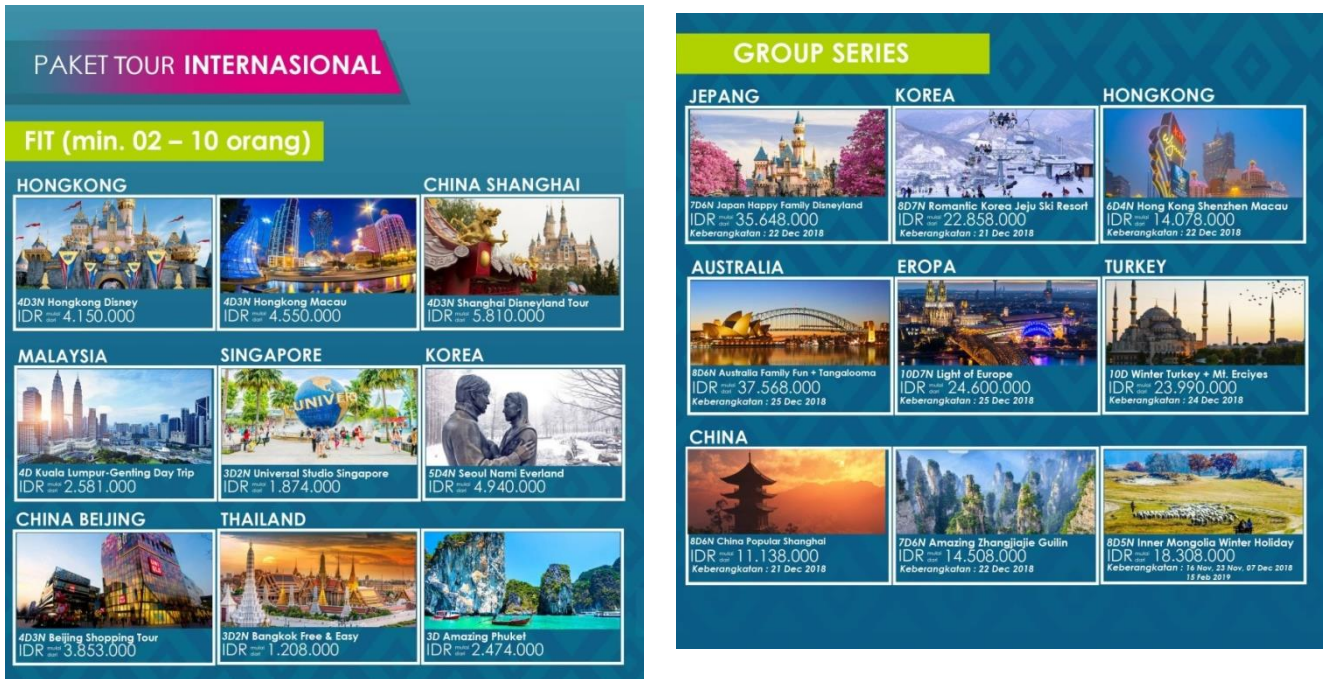 PAKET TOUR INTERNASIONAL
FIT (min. 02 – 10 orang)
HONGKONG
4D3N Hongkong Disney
IDR mulai dari 4.150.000
4D3N Hongkong Macau
IDR mulai dari 4.550.000
CHINA SHANGHAI
4D3N Shanghai Disneyland Tour
IDR mulai dari 5.810.000
MALAYSIA
4D Kuala Lumpur-Genting Day Trip
IDR mulai dari 2.581.000
SINGAPORE
UNIVER
3D2N Universal Studio Singapore
IDR mulai dari 1.874.000
KOREA
5D4N Seoul Nami Everland
IDR mulai dari 4.940.000
CHINA BEIJING
4D3N Beijing Shopping Tour
IDR mulai dari 3.853.000
THAILAND
3D2N Bangkok Free & Easy
IDR mulai dari 1.208.000
3D Amazing Phuket
IDR mulai dari 2.474.000
GROUP SERIES
JEPANG
7D6N Japan Happy Family Disneyland
IDR mulai dari 35.648.000
Keberangkatan : 22 Dec 2018
KOREA
8D7N Romantic Korea Jeju Ski Resort
IDR mulai dari 22.858.000
Keberangkatan : 21 Dec 2018
HONGKONG
6D4N Hong Kong Shenzhen Macau
IDR mulai dari 14.078.000
Keberangkatan : 22 Dec 2018
AUSTRALIA
8D6N Australia Family Fun + Tangalooma
IDR mulai dari 37.568.000
Keberangkatan : 25 Dec 2018
EROPA
10D7N Light of Europe
IDR mulai dari 24.600.000
Keberangkatan : 25 Dec 2018
TURKEY
10D Winter Turkey + Mt. Erciyes
IDR mulai dari 23.990.000
Keberangkatan : 24 Dec 2018
CHINA
8D6N China Popular Shanghai
IDR mulai dari 11.138.000
Keberangkatan : 21 Dec 2018
7D6N Amazing Zhangjiajie Guilin
IDR mulai dari 14.508.000
Keberangkatan : 22 Dec 2018
8D5N Inner Mongolia Winter Holiday
IDR mulai dari 18.308.000
Keberangkatan : 16 Nov, 23 Nov, 07 Dec 2018
15 Feb 2019